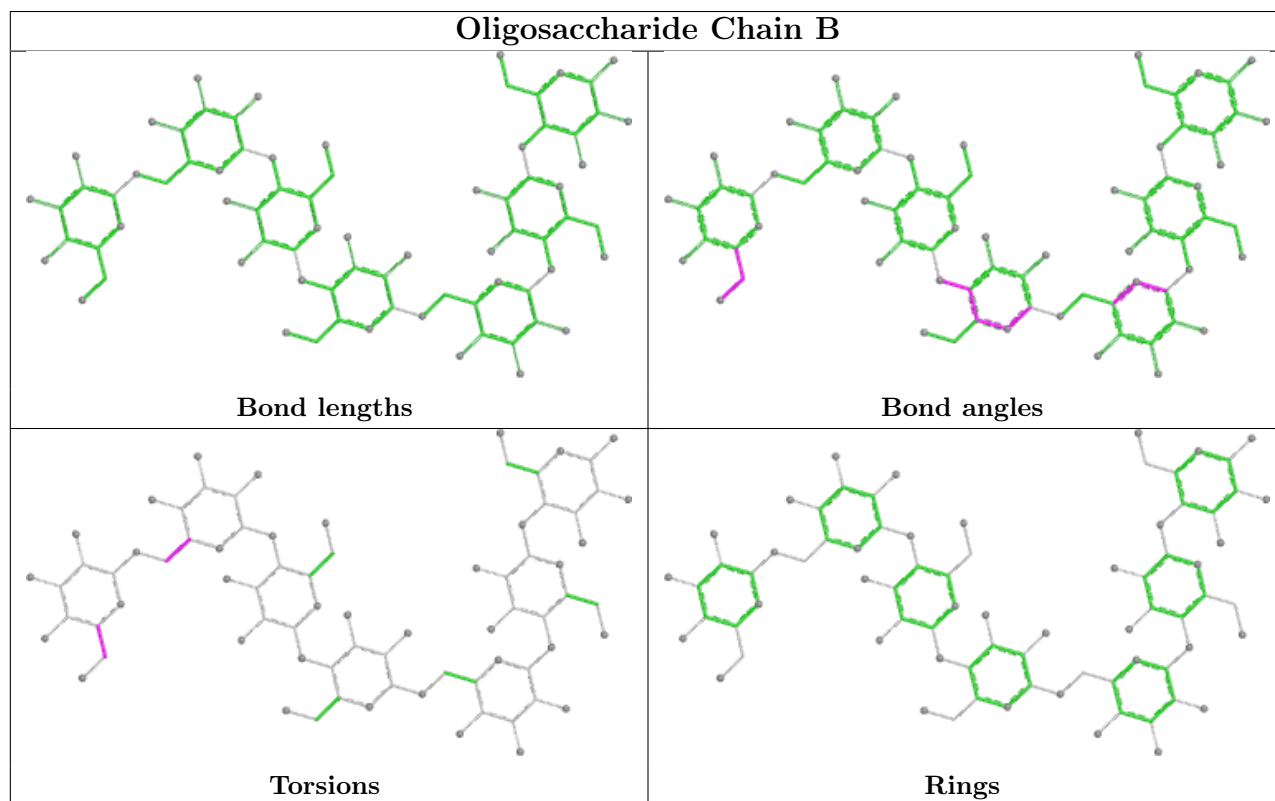 Oligosaccharide Chain B
Bond lengths
Bond angles
Torsions
Rings